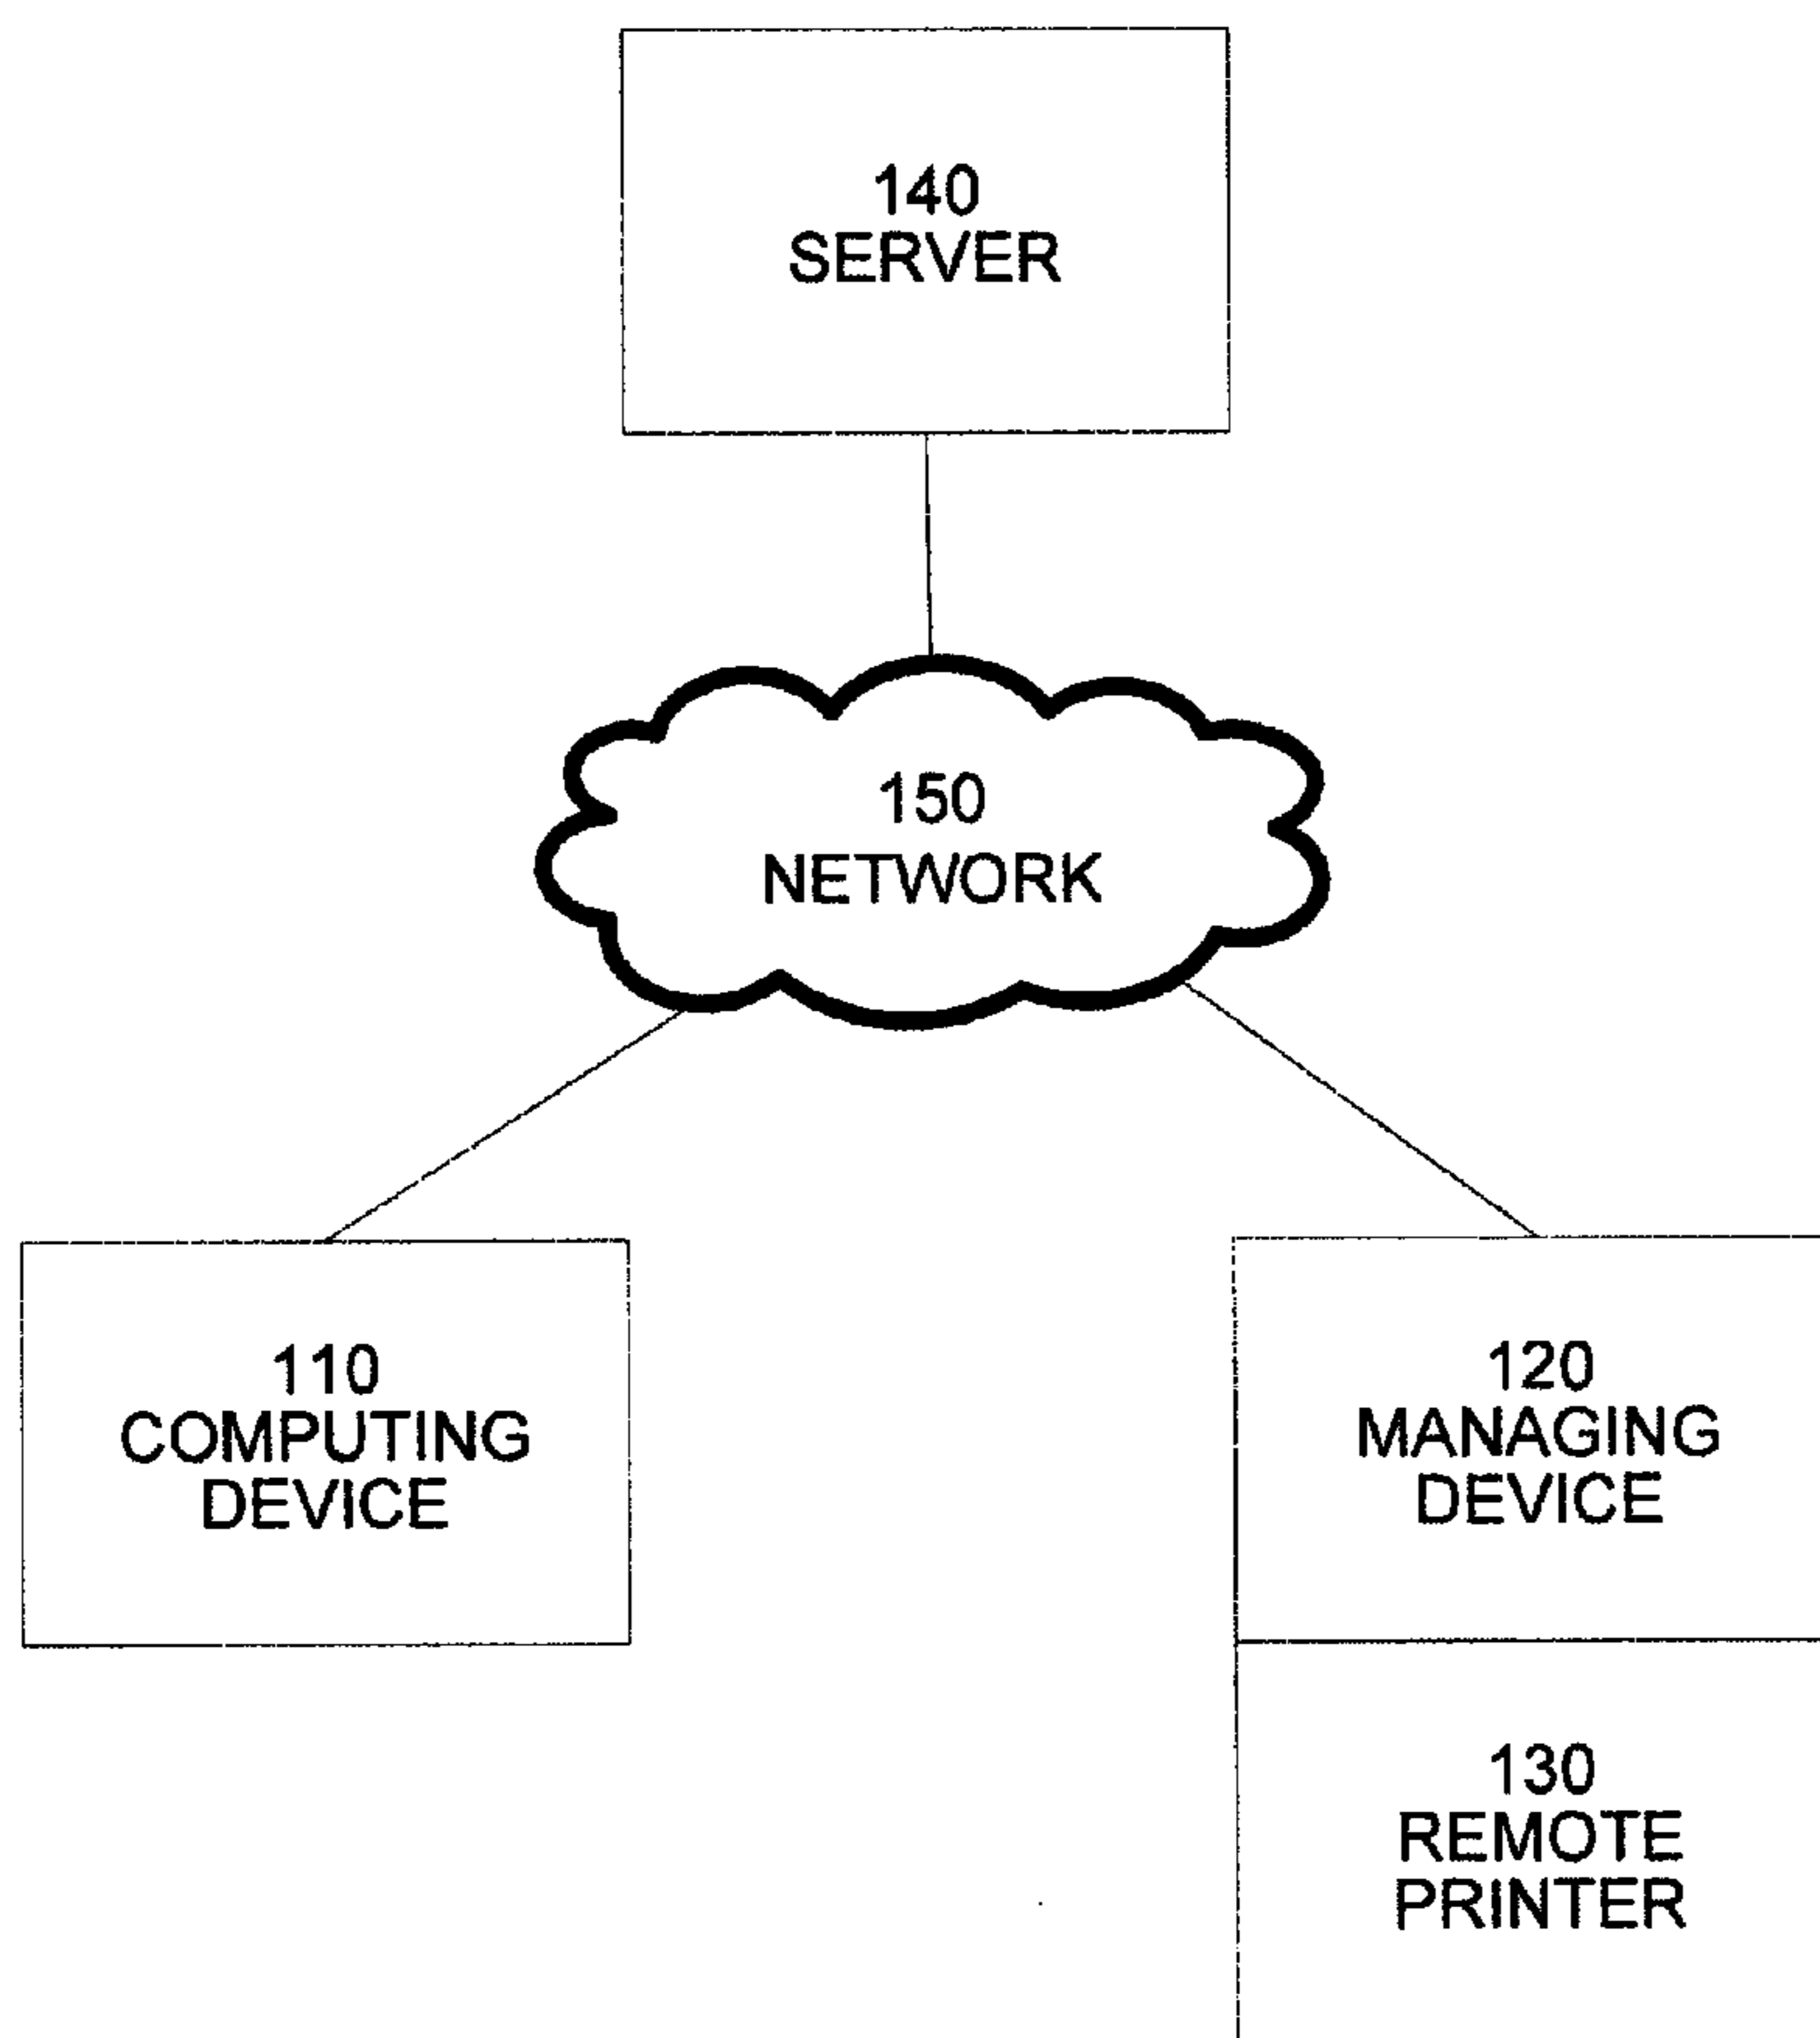 140
SERVER
150
NETWORK
110
COMPUTING
DEVICE
120
MANAGING
DEVICE
130
REMOTE
PRINTER